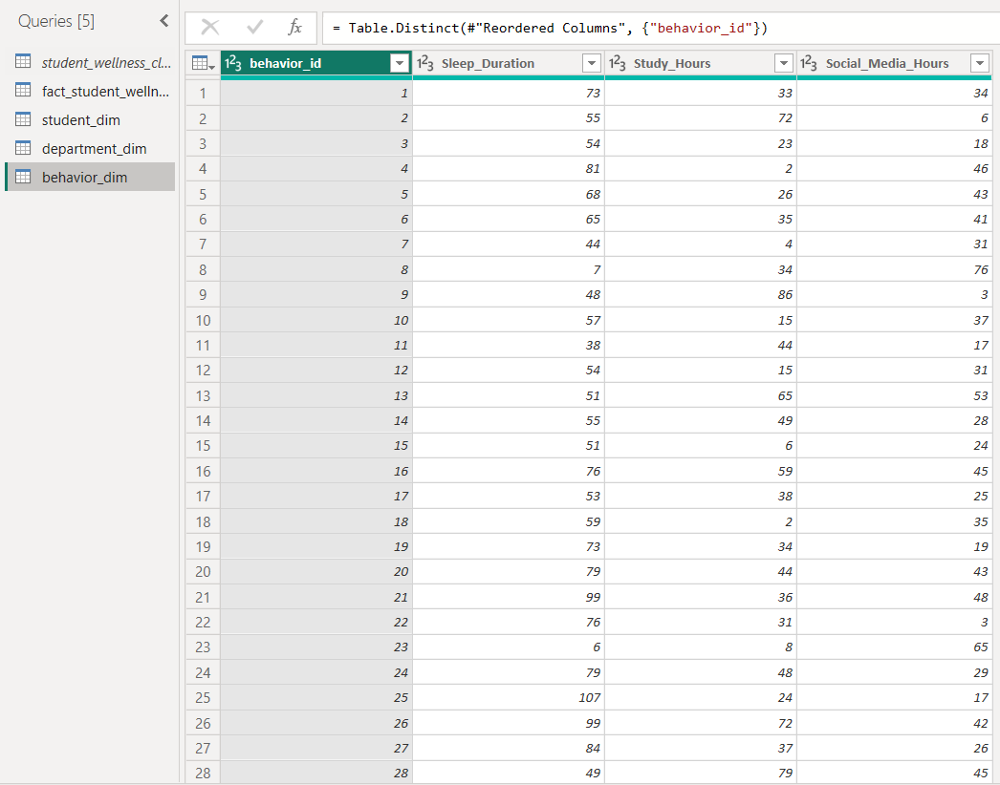 Queries [5]
student_wellness_cl...
fact_student_welln...
student_dim
department_dim
behavior_dim
fx = Table.Distinct(#"Reordered Columns", {"behavior_id"})
1²3 behavior_id 1²3 Sleep_Duration 1²3 Study_Hours 1²3 Social_Media_Hours
1 1 73 33 34
2 2 55 72 6
3 3 54 23 18
4 4 81 2 46
5 5 68 26 43
6 6 65 35 41
7 7 44 4 31
8 8 7 34 76
9 9 48 86 3
10 10 57 15 37
11 11 38 44 17
12 12 54 15 31
13 13 51 65 53
14 14 55 49 28
15 15 51 6 24
16 16 76 59 45
17 17 53 38 25
18 18 59 2 35
19 19 73 34 19
20 20 79 44 43
21 21 99 36 48
22 22 76 31 3
23 23 6 8 65
24 24 79 48 29
25 25 107 24 17
26 26 99 72 42
27 27 84 37 26
28 28 49 79 45